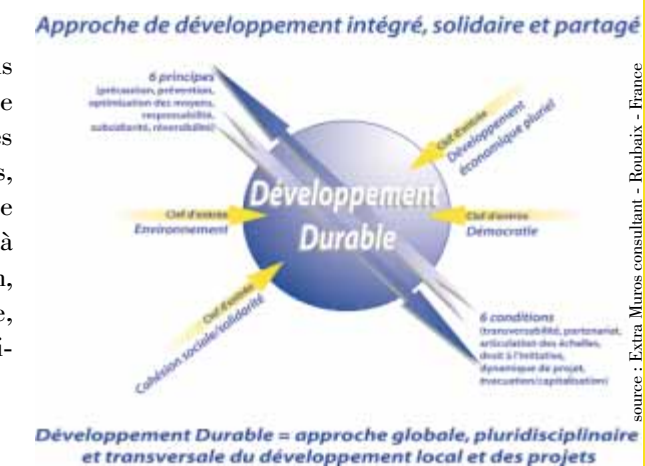 Approche de développement intégré, solidaire et partagé
s
e
es
s,
e
à
n,
e,
i-
6 principes
(précaution, prévention,
optimisation des moyens,
responsabilité,
subsidiarité, réversibilité)
Clef d'entrée
Développement
économique pluriel
Développement
Durable
Clef d'entrée
Environnement
Clef d'entrée
Démocratie
Clef d'entrée
Cohésion sociale/solidarité
6 conditions
(transversabilité, partenariat,
articulation des échelles,
droit à l'initiative,
dynamique de projet,
évacuation/capitalisation)
source : Extra Muros consultant - Roubaix - France
Développement Durable = approche globale, pluridisciplinaire
et transversale du développement local et des projets